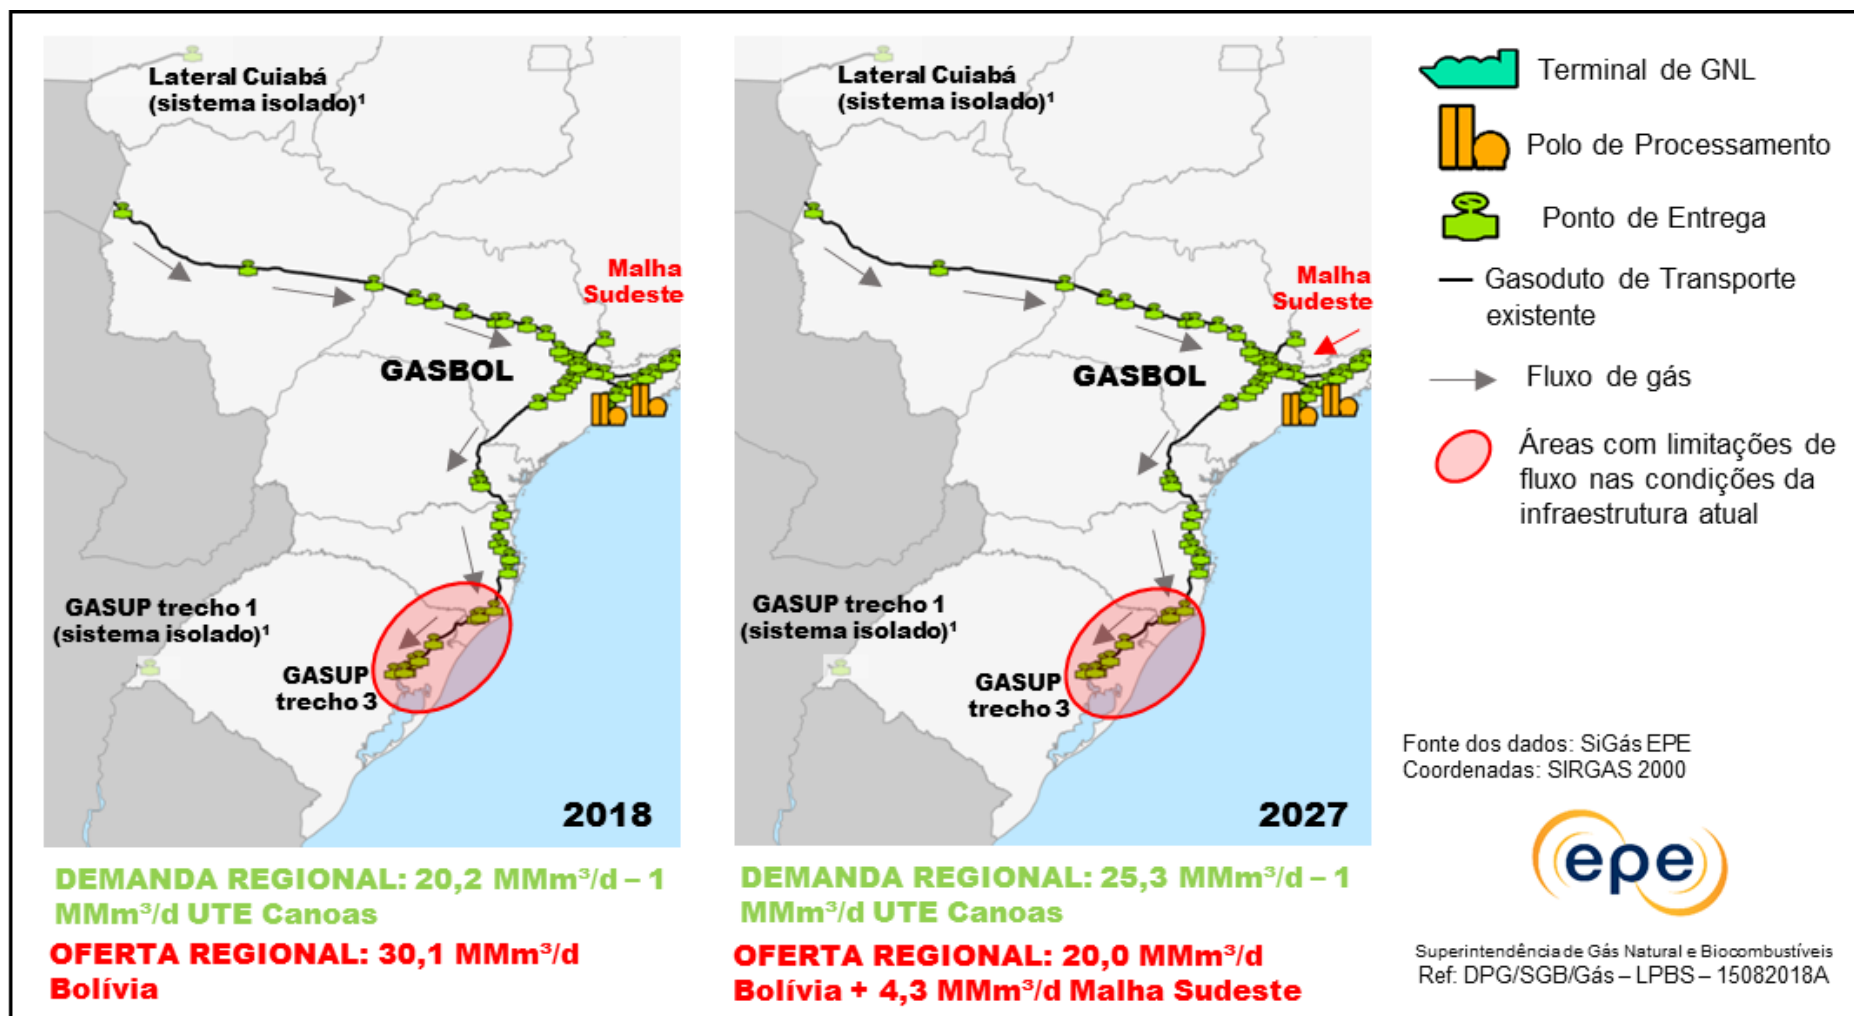 Lateral Cuiabá
(sistema isolado)¹
Malha
Sudeste
GASBOL
GASUP trecho 1
(sistema isolado)¹
GASUP
trecho 3
2018
DEMANDA REGIONAL: 20,2 MMm³/d – 1
MMm³/d UTE Canoas
OFERTA REGIONAL: 30,1 MMm³/d
Bolívia
Lateral Cuiabá
(sistema isolado)¹
Malha
Sudeste
GASBOL
GASUP trecho 1
(sistema isolado)¹
GASUP
trecho 3
2027
DEMANDA REGIONAL: 25,3 MMm³/d – 1
MMm³/d UTE Canoas
OFERTA REGIONAL: 20,0 MMm³/d
Bolívia + 4,3 MMm³/d Malha Sudeste
Terminal de GNL
Polo de Processamento
Ponto de Entrega
Gasoduto de Transporte
existente
Fluxo de gás
Áreas com limitações de
fluxo nas condições da
infraestrutura atual
Fonte dos dados: SiGás EPE
Coordenadas: SIRGAS 2000
epe
Superintendência de Gás Natural e Biocombustíveis
Ref: DPG/SGB/Gás – LPBS – 15082018A